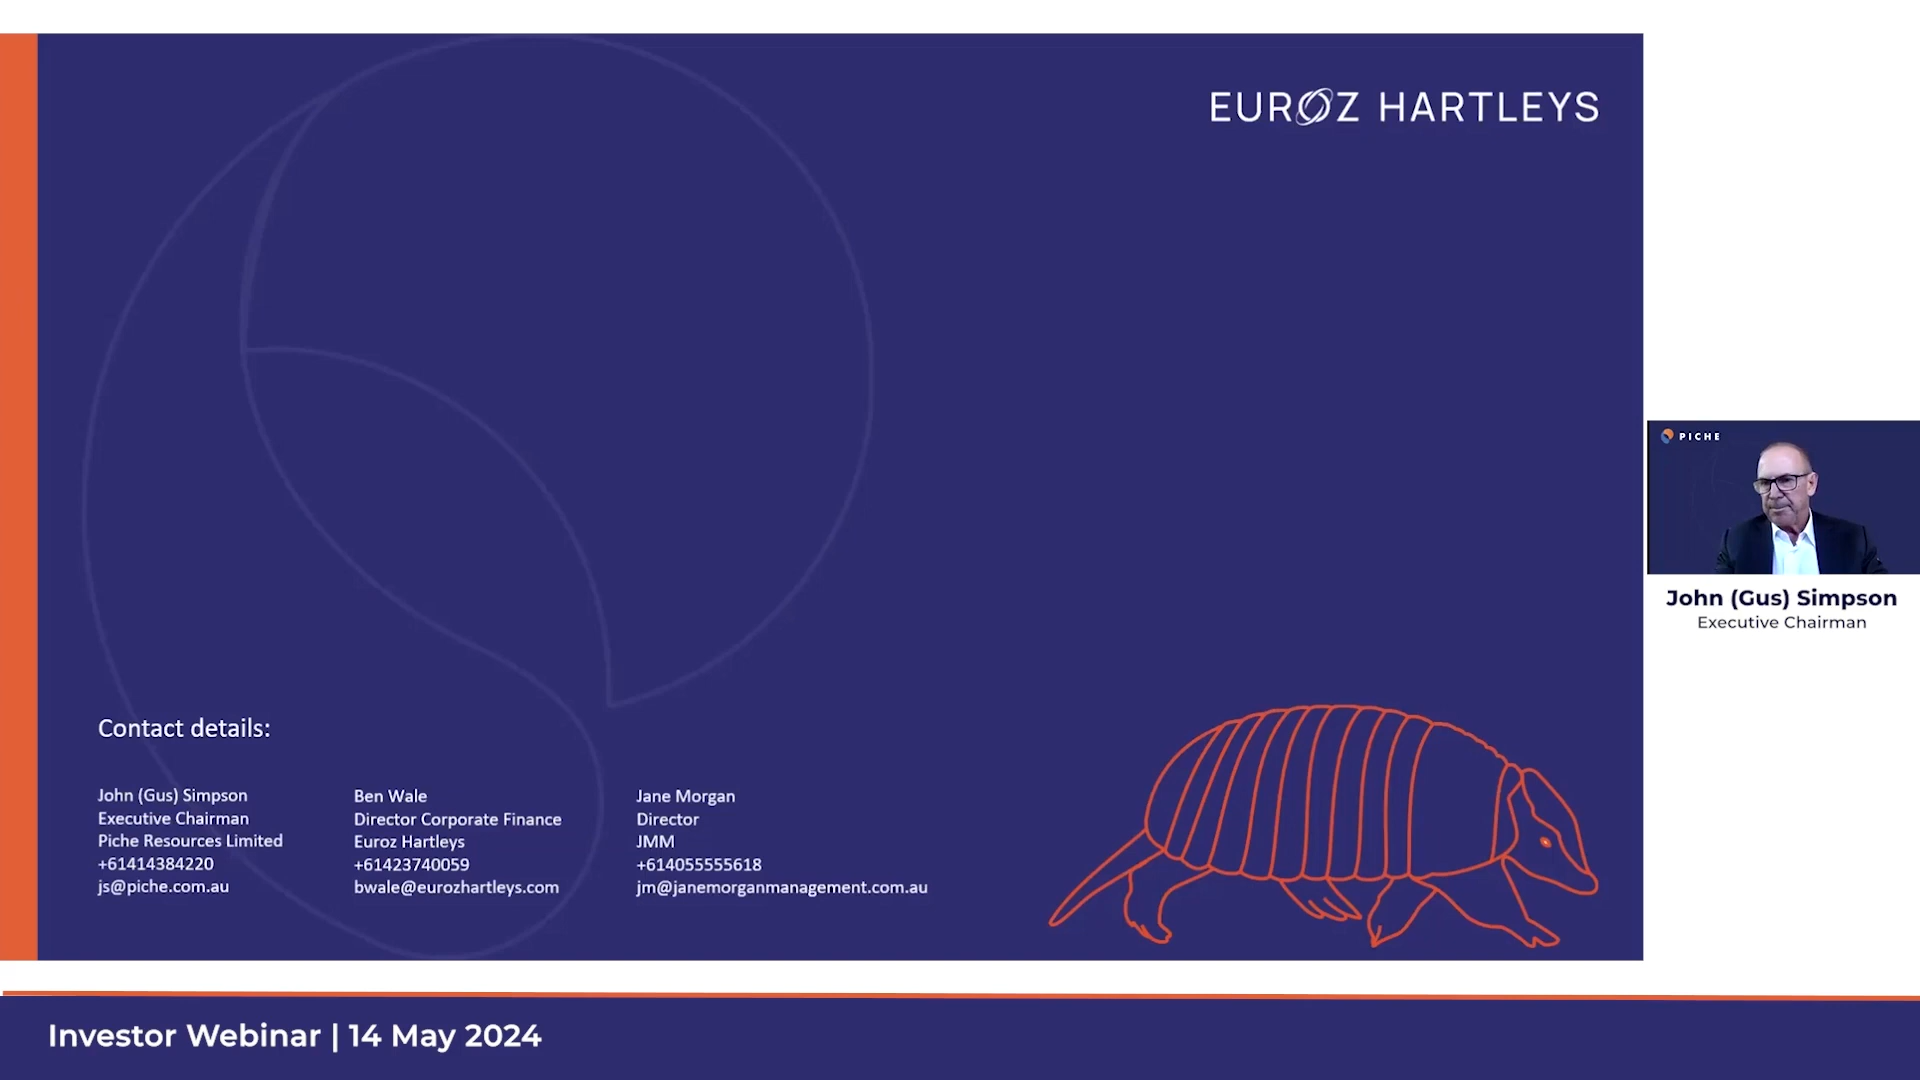 EUROZ HARTLEYS
PICHE
John (Gus) Simpson
Executive Chairman
Contact details:
John (Gus) Simpson
Executive Chairman
Piche Resources Limited
+61414384220
js@piche.com.au
Ben Wale
Director Corporate Finance
Euroz Hartleys
+61423740059
bwale@eurozhartleys.com
Jane Morgan
Director
JMM
+614055555618
jm@janemorganmanagement.com.au
Investor Webinar | 14 May 2024